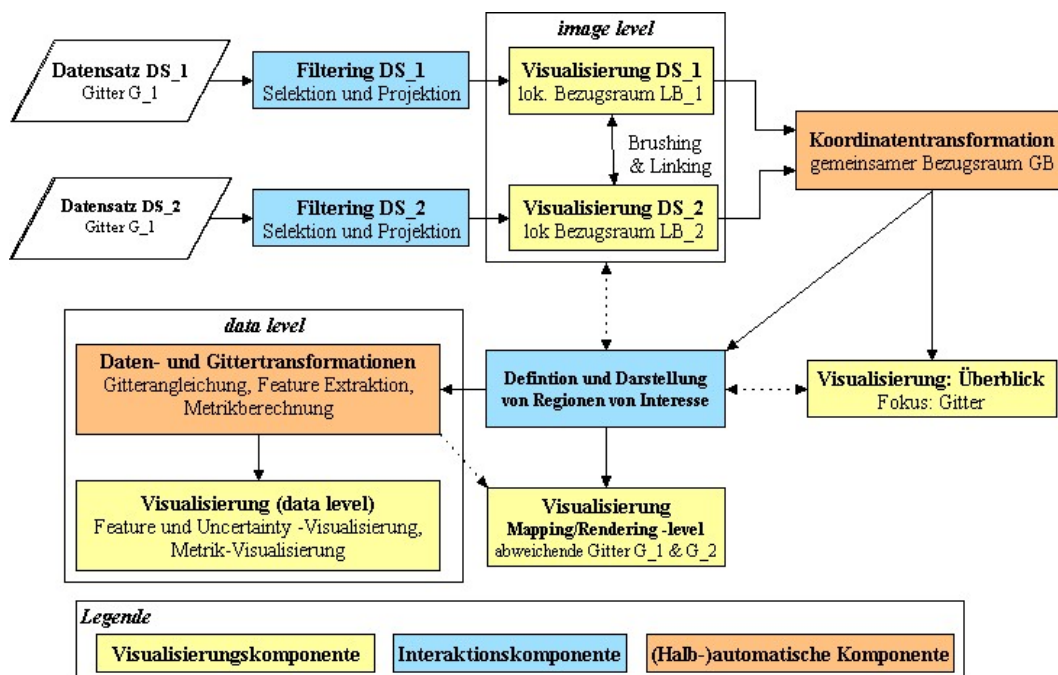 image level
Datensatz DS_1
Gitter G_1
Filtering DS_1
Selektion und Projektion
Visualisierung DS_1
lok. Bezugsraum LB_1
Brushing
& Linking
Koordinatentransformation
gemeinsamer Bezugsraum GB
Datensatz DS_2
Gitter G_1
Filtering DS_2
Selektion und Projektion
Visualisierung DS_2
lok Bezugsraum LB_2
data level
Daten- und Gittertransformationen
Gitterangleichung, Feature Extraktion,
Metrikberechnung
Defintion und Darstellung
von Regionen von Interesse
Visualisierung: Überblick
Fokus: Gitter
Visualisierung (data level)
Feature und Uncertainty -Visualisierung,
Metrik-Visualisierung
Visualisierung
Mapping/Rendering -level
abweichende Gitter G_1 & G_2
Legende
Visualisierungskomponente
Interaktionskomponente
(Halb-)automatische Komponente